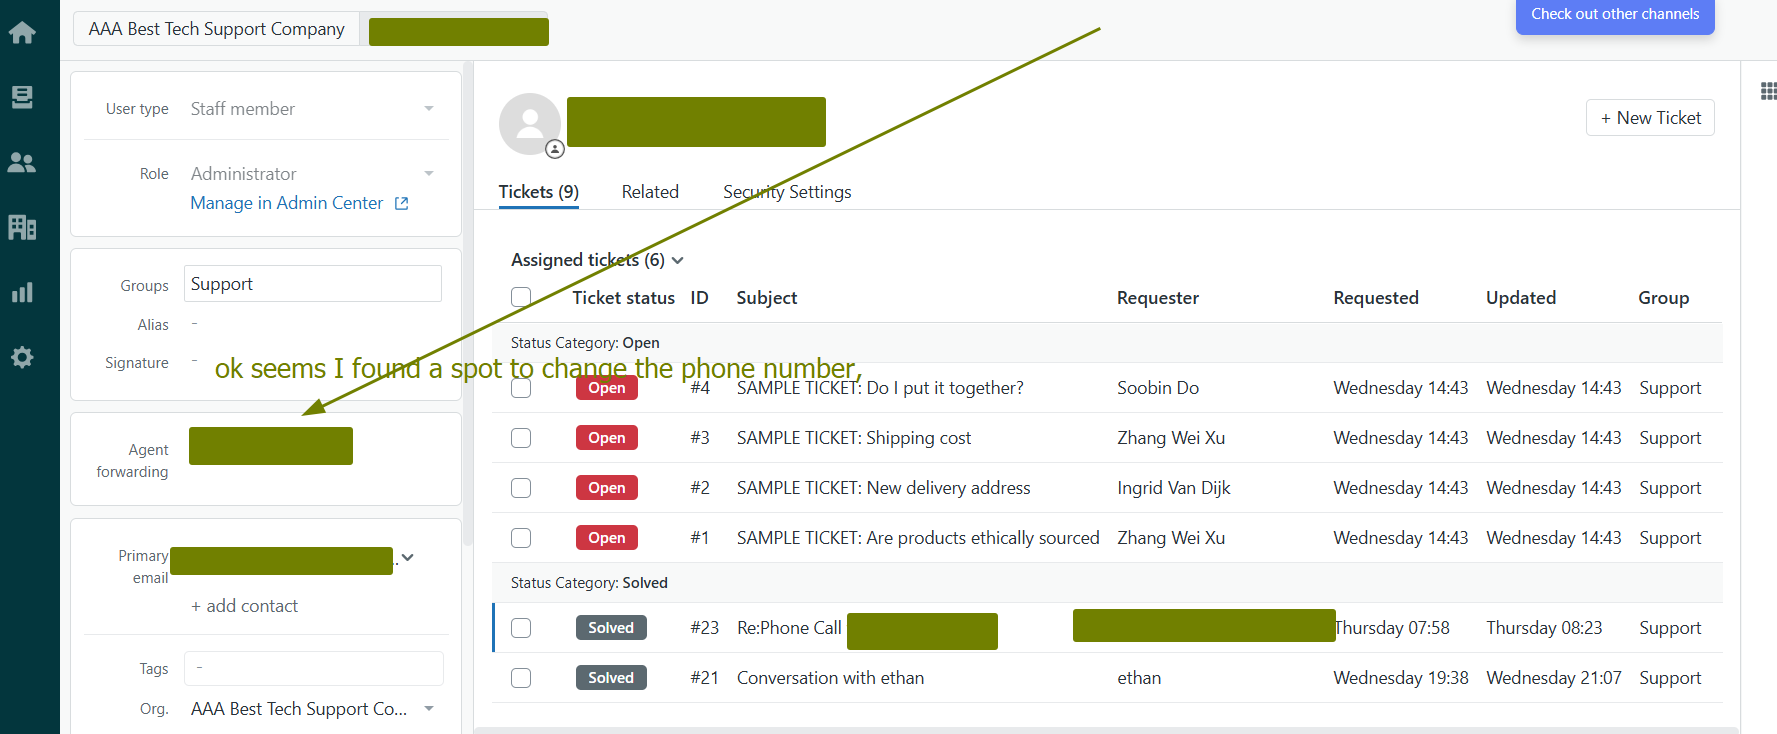 AAA Best Tech Support Company
Check out other channels
User type Staff member
Role Administrator
Manage in Admin Center
Groups Support
Alias -
Signature -
ok seems I found a spot to change the phone number,
Agent
forwarding
Primary
email
+ add contact
Tags -
Org. AAA Best Tech Support Co...
+ New Ticket
Tickets (9) Related Security Settings
Assigned tickets (6)
Ticket status ID Subject Requester Requested Updated Group
Status Category: Open
Open #4 SAMPLE TICKET: Do I put it together? Soobin Do Wednesday 14:43 Wednesday 14:43 Support
Open #3 SAMPLE TICKET: Shipping cost Zhang Wei Xu Wednesday 14:43 Wednesday 14:43 Support
Open #2 SAMPLE TICKET: New delivery address Ingrid Van Dijk Wednesday 14:43 Wednesday 14:43 Support
Open #1 SAMPLE TICKET: Are products ethically sourced Zhang Wei Xu Wednesday 14:43 Wednesday 14:43 Support
Status Category: Solved
Solved #23 Re:Phone Call Thursday 07:58 Thursday 08:23 Support
Solved #21 Conversation with ethan ethan Wednesday 19:38 Wednesday 21:07 Support